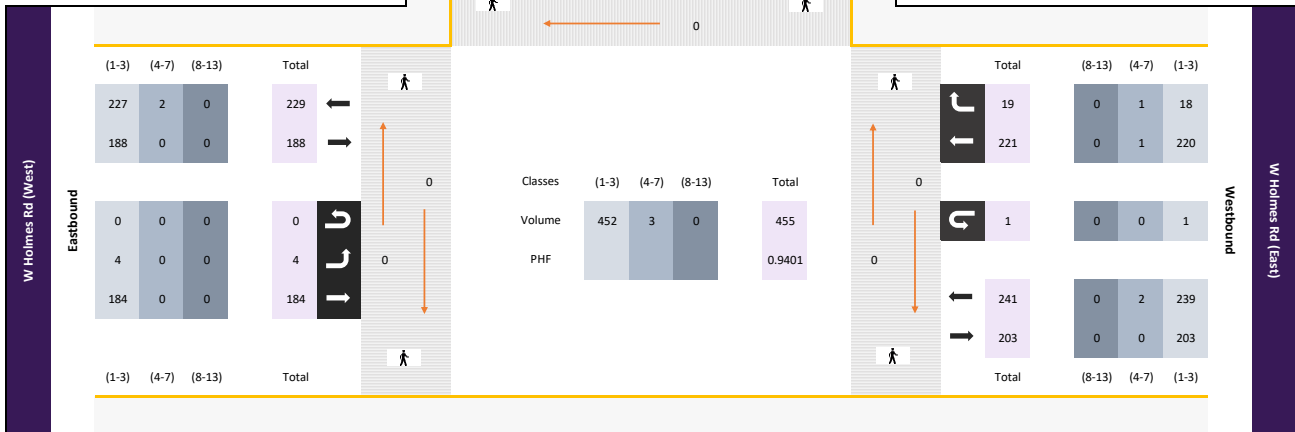 0
(1-3) (4-7) (8-13) Total
227 2 0 229
188 0 0 188
0 0 0 0
4 0 0 4
184 0 0 184
(1-3) (4-7) (8-13) Total
W Holmes Rd (West)
Eastbound
0
0
Classes (1-3) (4-7) (8-13) Total
Volume 452 3 0 455
PHF 0.9401
0
0
Total (8-13) (4-7) (1-3)
19 0 1 18
221 0 1 220
1 0 0 1
241 0 2 239
203 0 0 203
Total (8-13) (4-7) (1-3)
Westbound
W Holmes Rd (East)